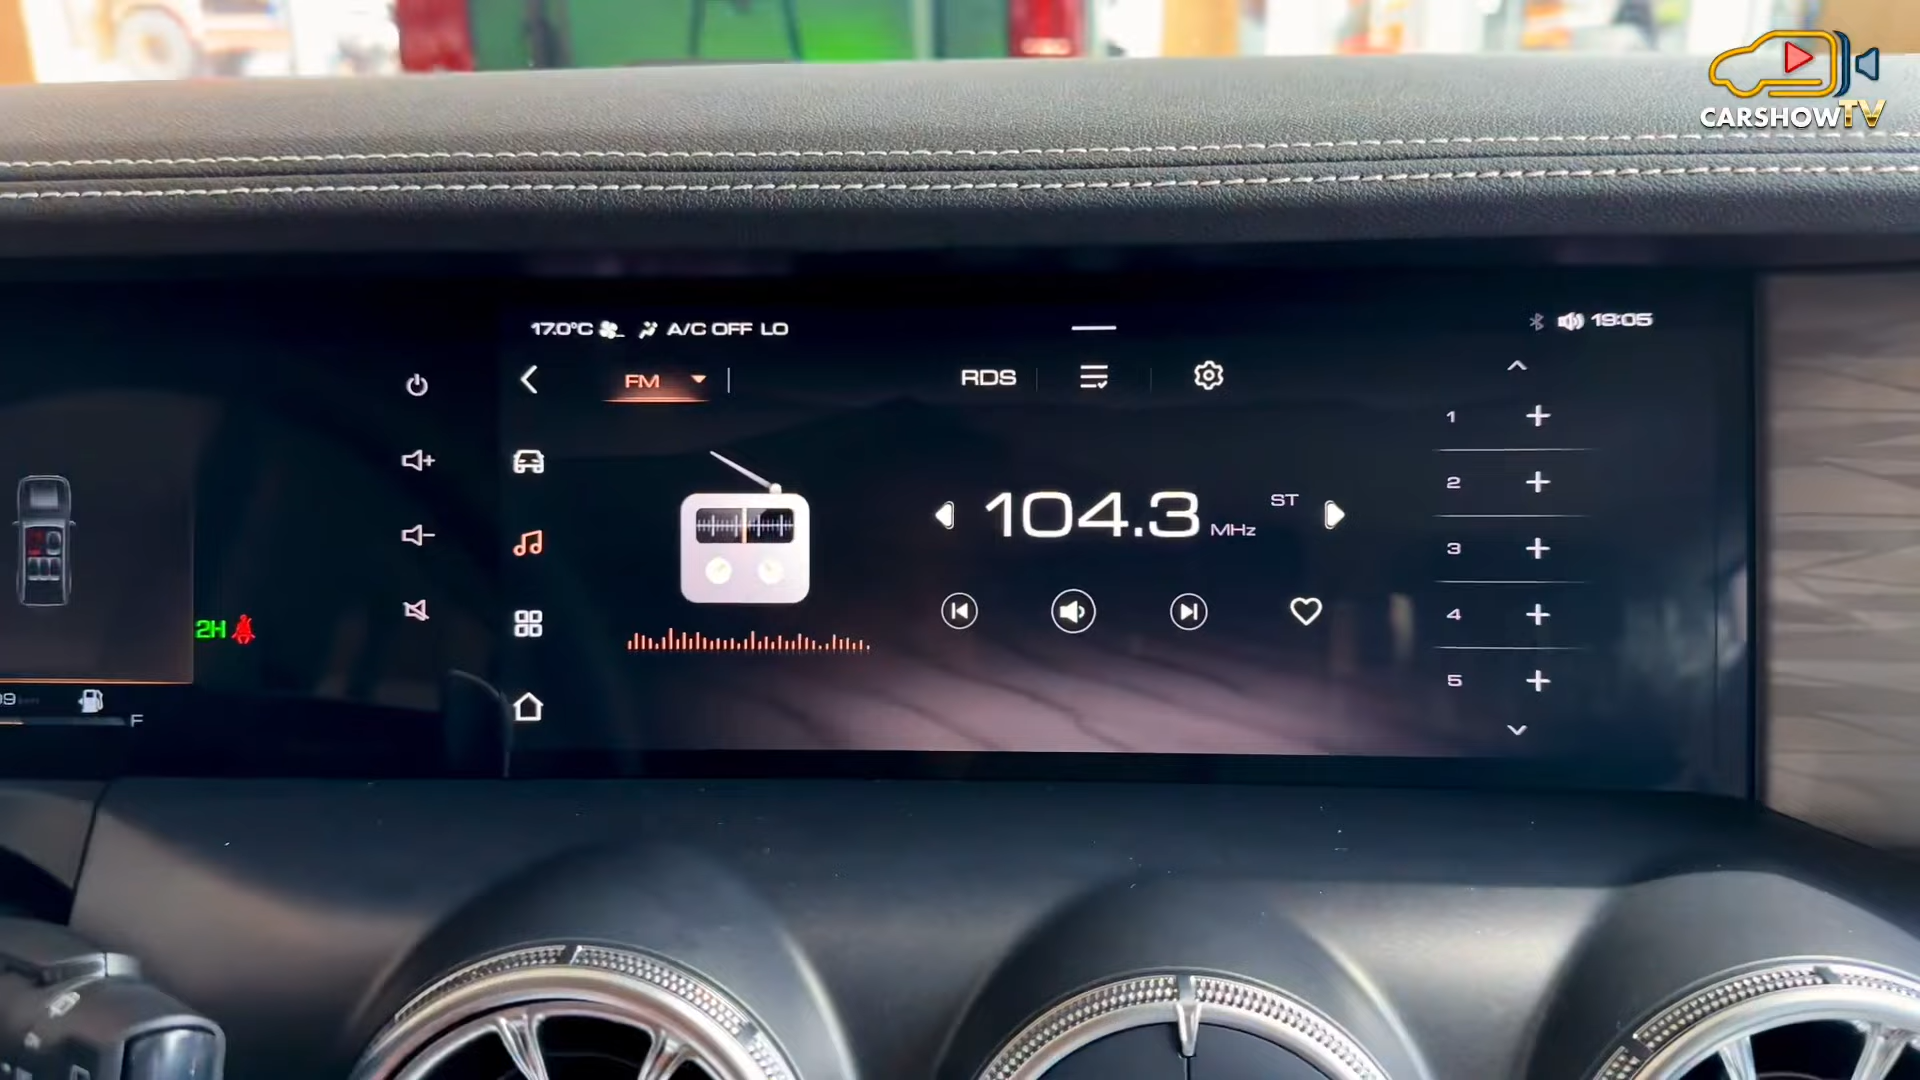 CARSHOWTV
17.0°C A/C OFF LO
19:05
FM
RDS
1
2
3
4
5
104.3 MHz ST
2H
F